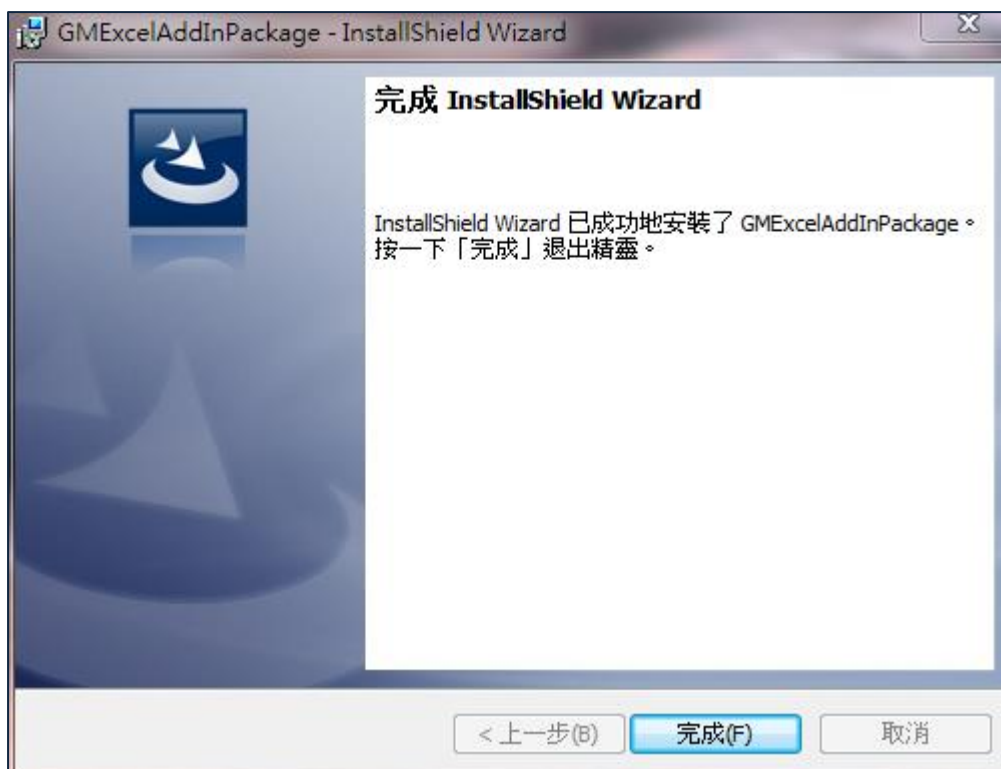 GMExcelAddInPackage - InstallShield Wizard
完成 InstallShield Wizard
InstallShield Wizard 已成功地安裝了 GMExcelAddInPackage。
按一下「完成」退出精靈。
<上一步(B) 完成(F) 取消